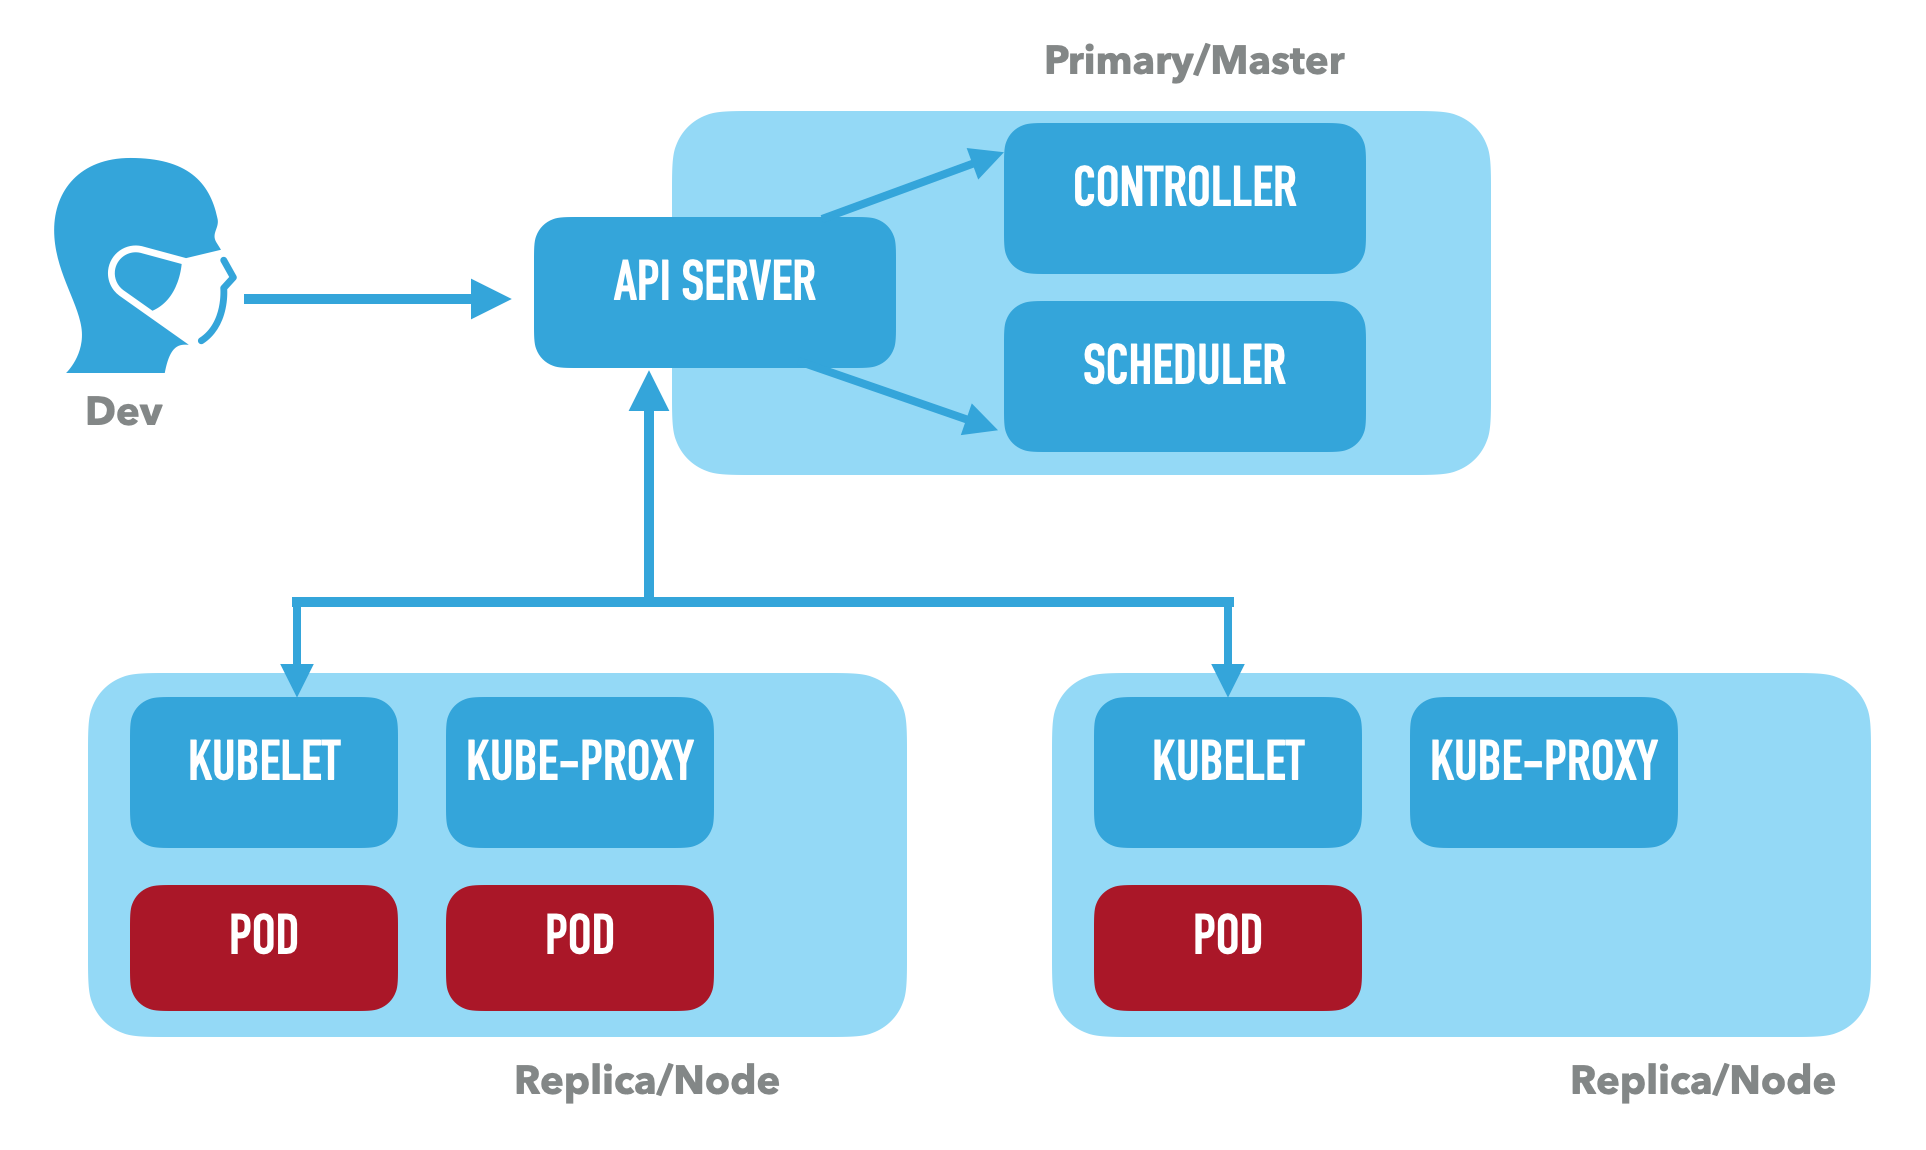 Primary/Master
CONTROLLER
API SERVER
SCHEDULER
Dev
KUBELET
KUBE-PROXY
POD
POD
Replica/Node
KUBELET
KUBE-PROXY
POD
Replica/Node